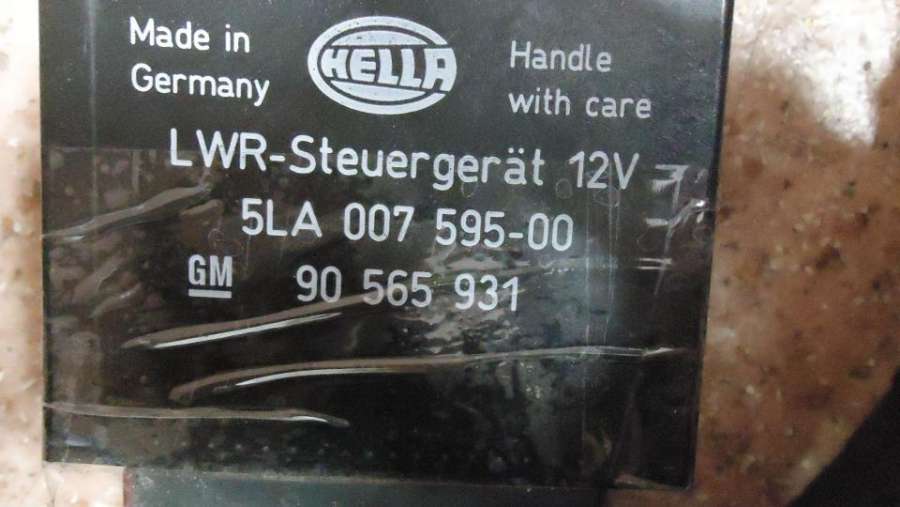 Made in
Germany
HELLA
Handle
with care
LWR-Steuergerät 12V
5LA 007 595-00
GM 90 565 931